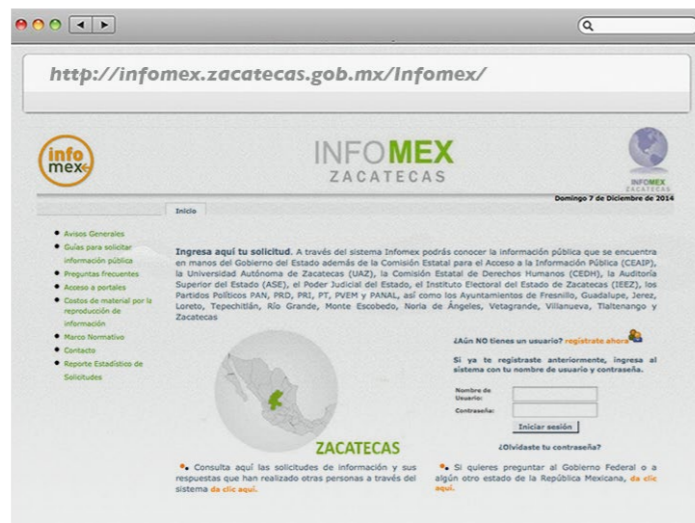 http://infomex.zacatecas.gob.mx/Infomex/
info
mex
INFOMEX
ZACATECAS
INFOMEX
ZACATECAS
Domingo 7 de Diciembre de 2014
Inicio
Avisos Generales
Guías para solicitar
información pública
Preguntas frecuentes
Acceso a portales
Costos de material por la
reproducción de
información
Marco Normativo
Contacto
Reporte Estadístico de
Solicitudes
Ingresa aquí tu solicitud. A través del sistema Infomex podrás conocer la información pública que se encuentra
en manos del Gobierno del Estado además de la Comisión Estatal para el Acceso a la Información Pública (CEAIP),
la Universidad Autónoma de Zacatecas (UAZ), la Comisión Estatal de Derechos Humanos (CEDH), la Auditoría
Superior del Estado (ASE), el Poder Judicial del Estado, el Instituto Electoral del Estado de Zacatecas (IEEZ), los
Partidos Políticos PAN, PRD, PRI, PT, PVEM y PANAL, así como los Ayuntamientos de Fresnillo, Guadalupe, Jerez,
Loreto, Tepechitlán, Río Grande, Monte Escobedo, Noria de Ángeles, Vetagrande, Villanueva, Tlaltenango y
Zacatecas
ZACATECAS
¿Aún NO tienes un usuario? regístrate ahora
Si ya te registraste anteriormente, ingresa al
sistema con tu nombre de usuario y contraseña.
Nombre de
Usuario:
Contraseña:
Iniciar sesión
¿Olvidaste tu contraseña?
Consulta aquí las solicitudes de información y sus
respuestas que han realizado otras personas a través del
sistema da clic aquí.
Si quieres preguntar al Gobierno Federal o a
algún otro estado de la República Mexicana, da clic
aquí.